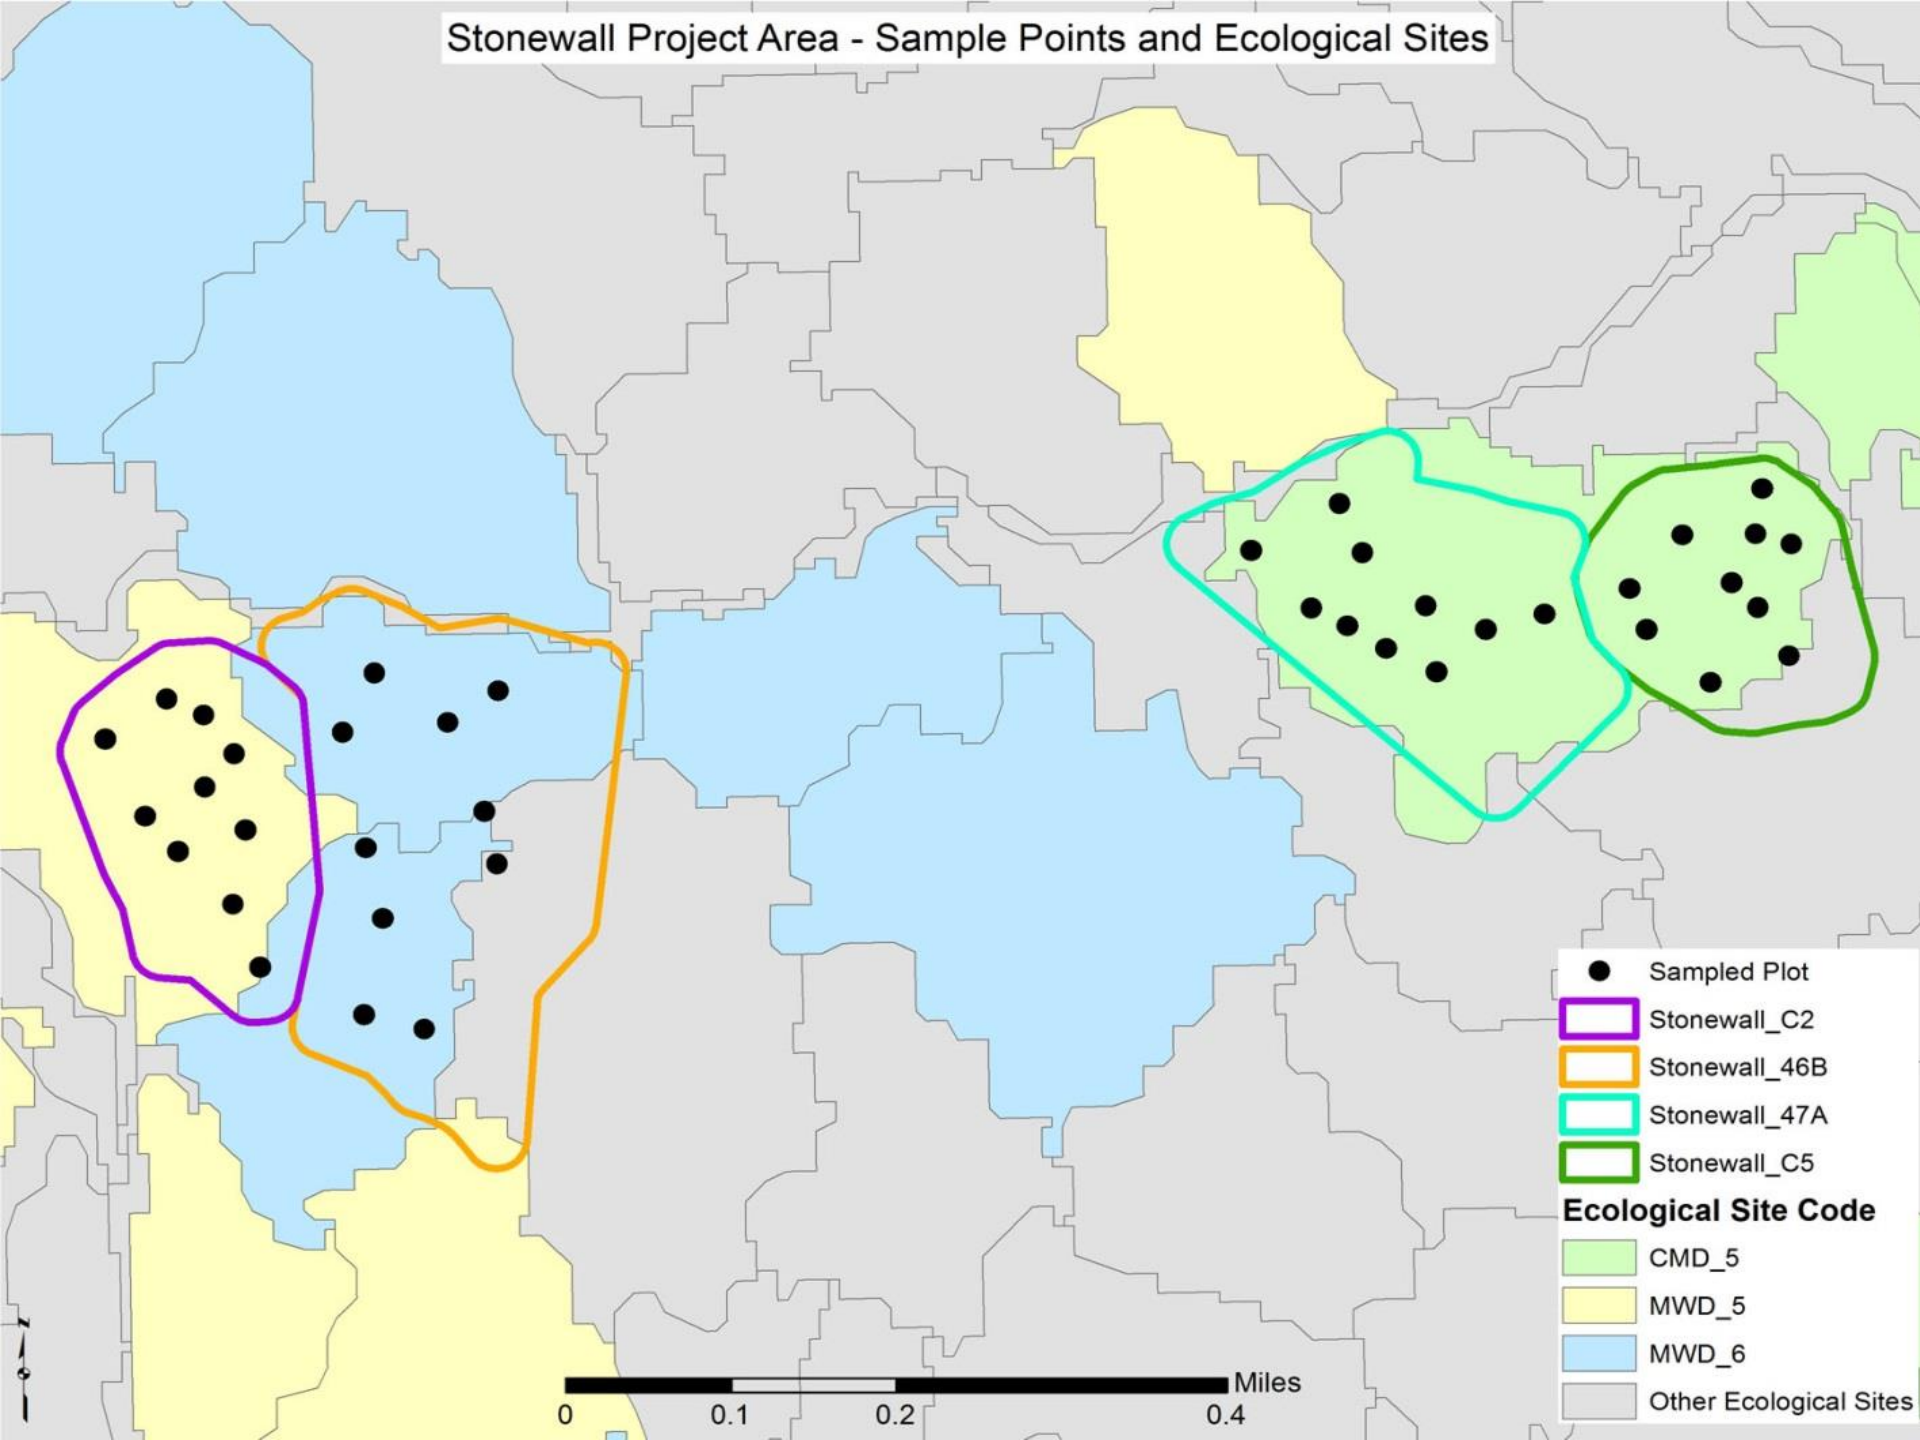 Stonewall Project Area - Sample Points and Ecological Sites
Sampled Plot
Stonewall_C2
Stonewall_46B
Stonewall_47A
Stonewall_C5
Ecological Site Code
CMD_5
MWD_5
MWD_6
Other Ecological Sites
Miles
0 0.1 0.2 0.4